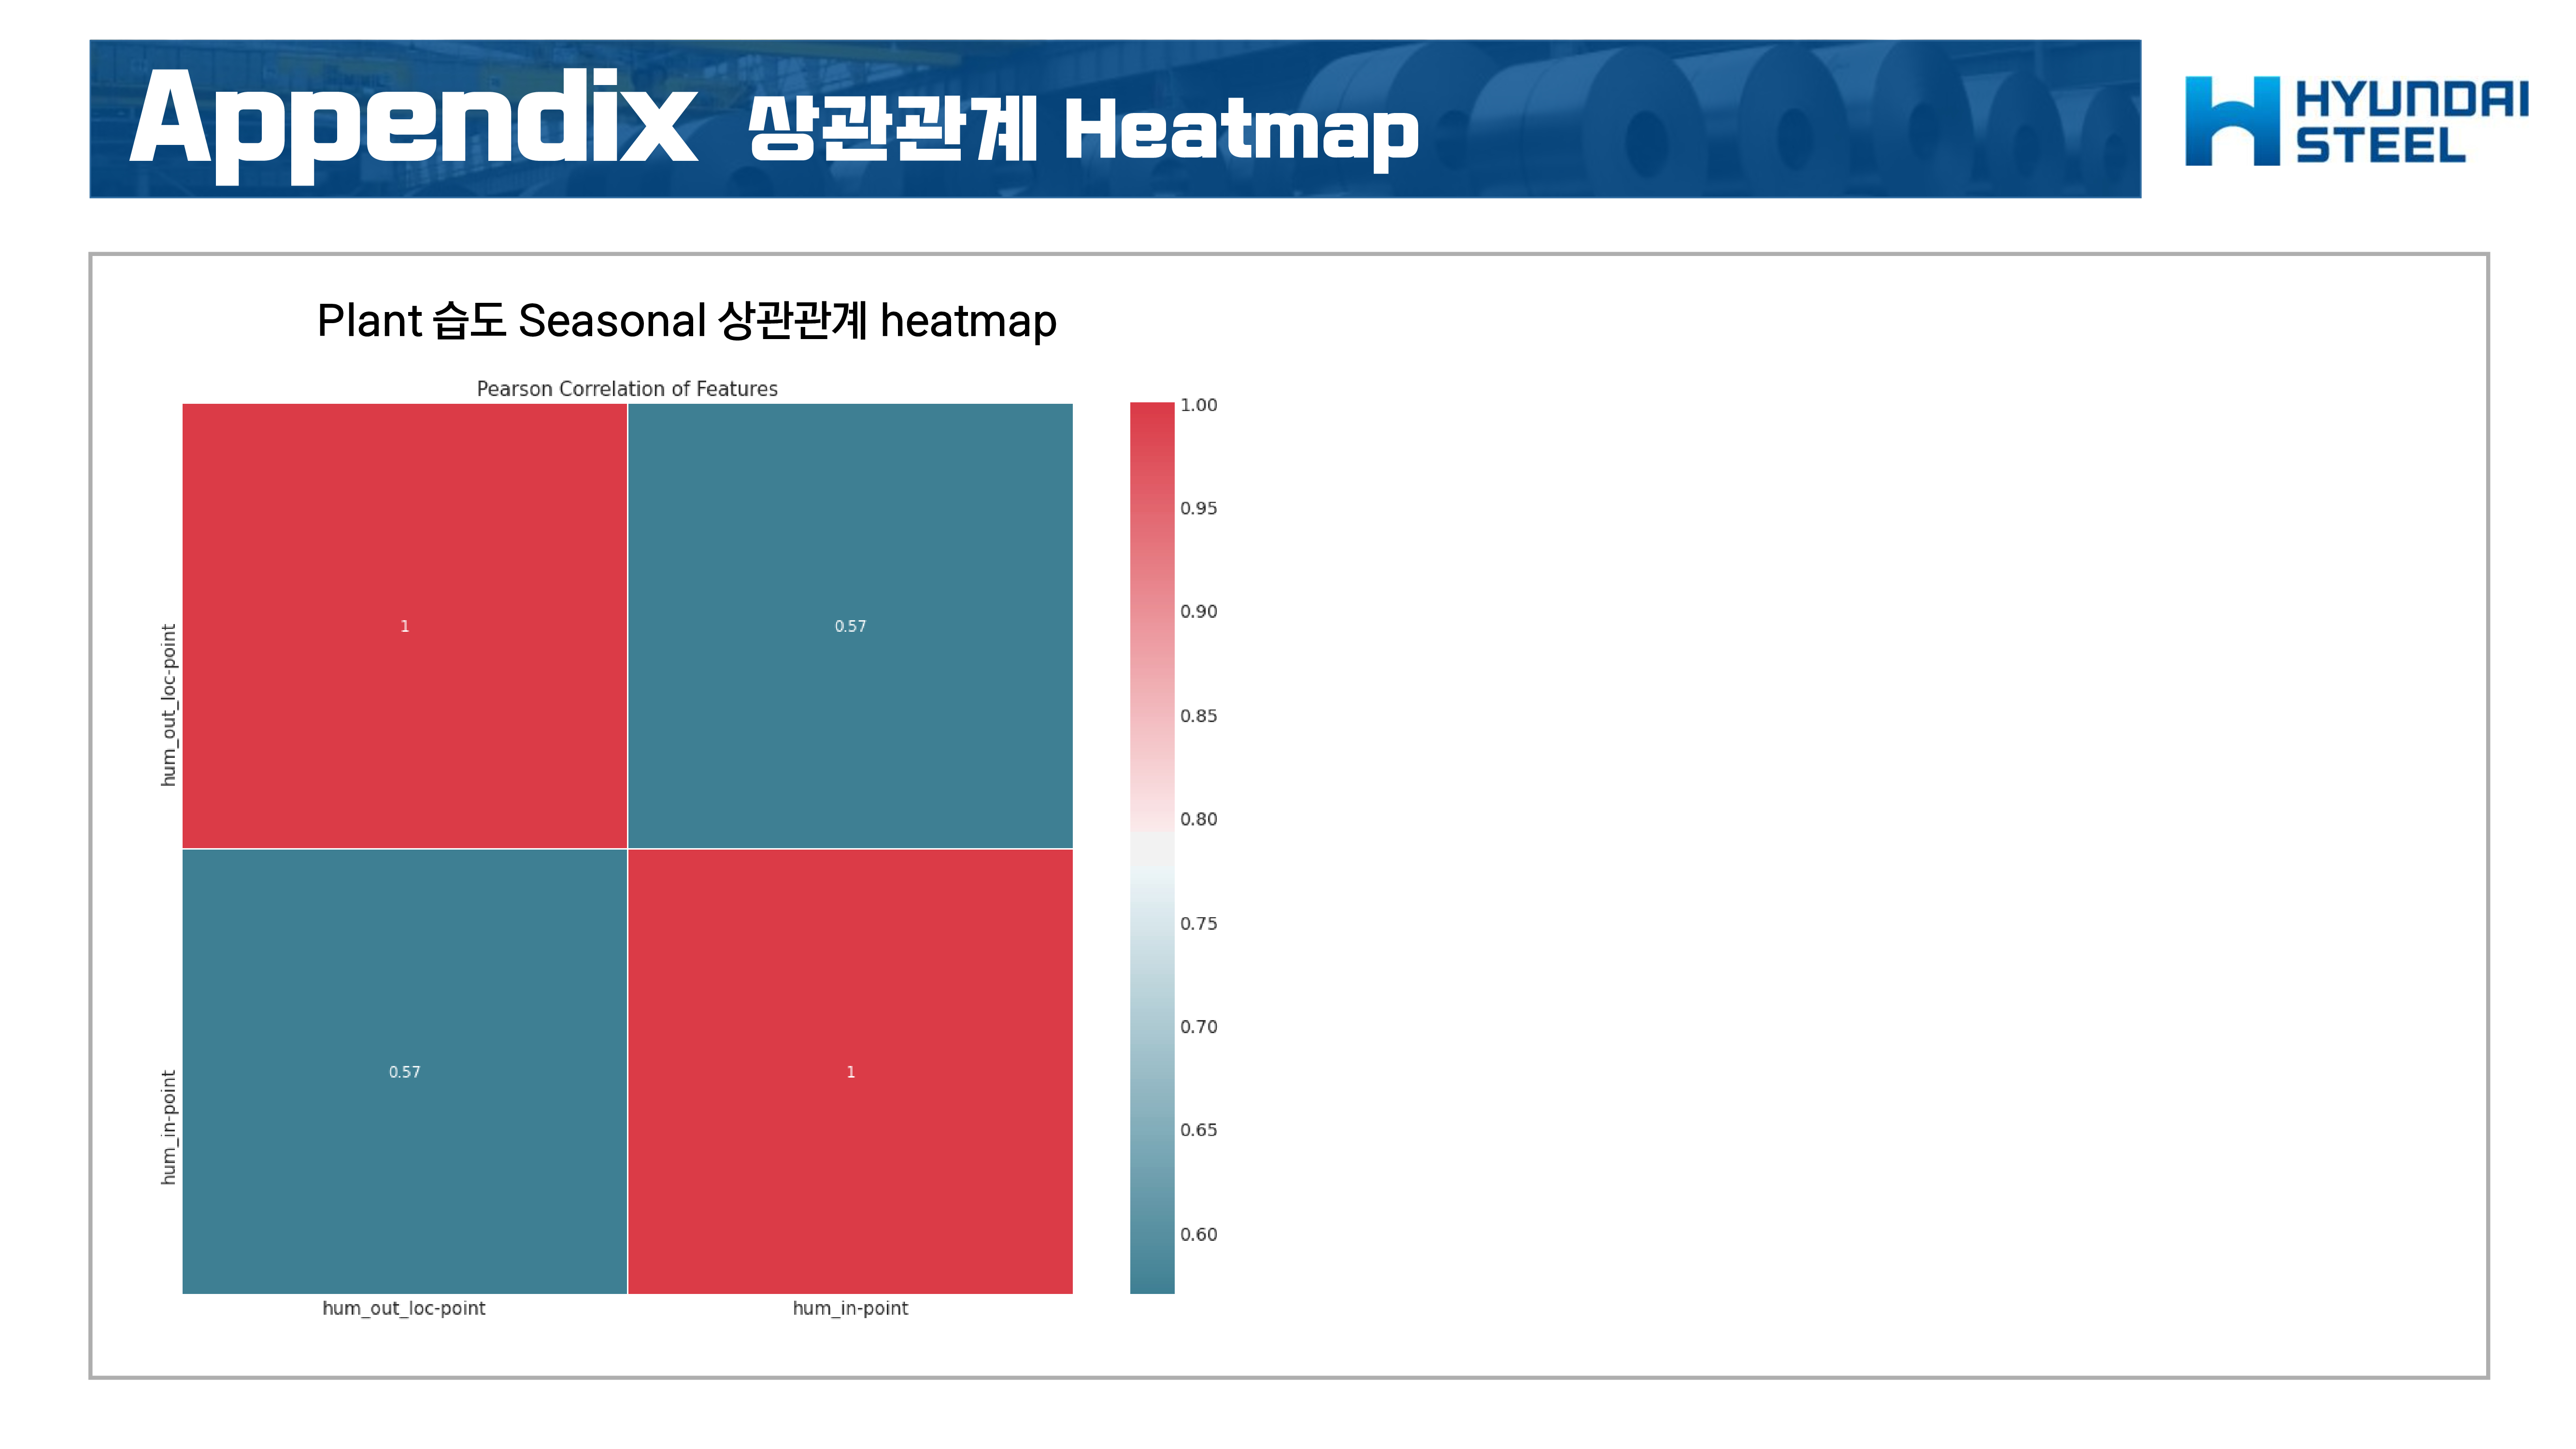 Appendix 상관관계 Heatmap
HYUNDAI
STEEL
Plant 습도 Seasonal 상관관계 heatmap
Pearson Correlation of Features
1.00
0.95
0.90
0.85
0.80
0.75
0.70
0.65
0.60
hum_out_loc-point
1
0.57
hum_in-point
0.57
1
hum_out_loc-point
hum_in-point